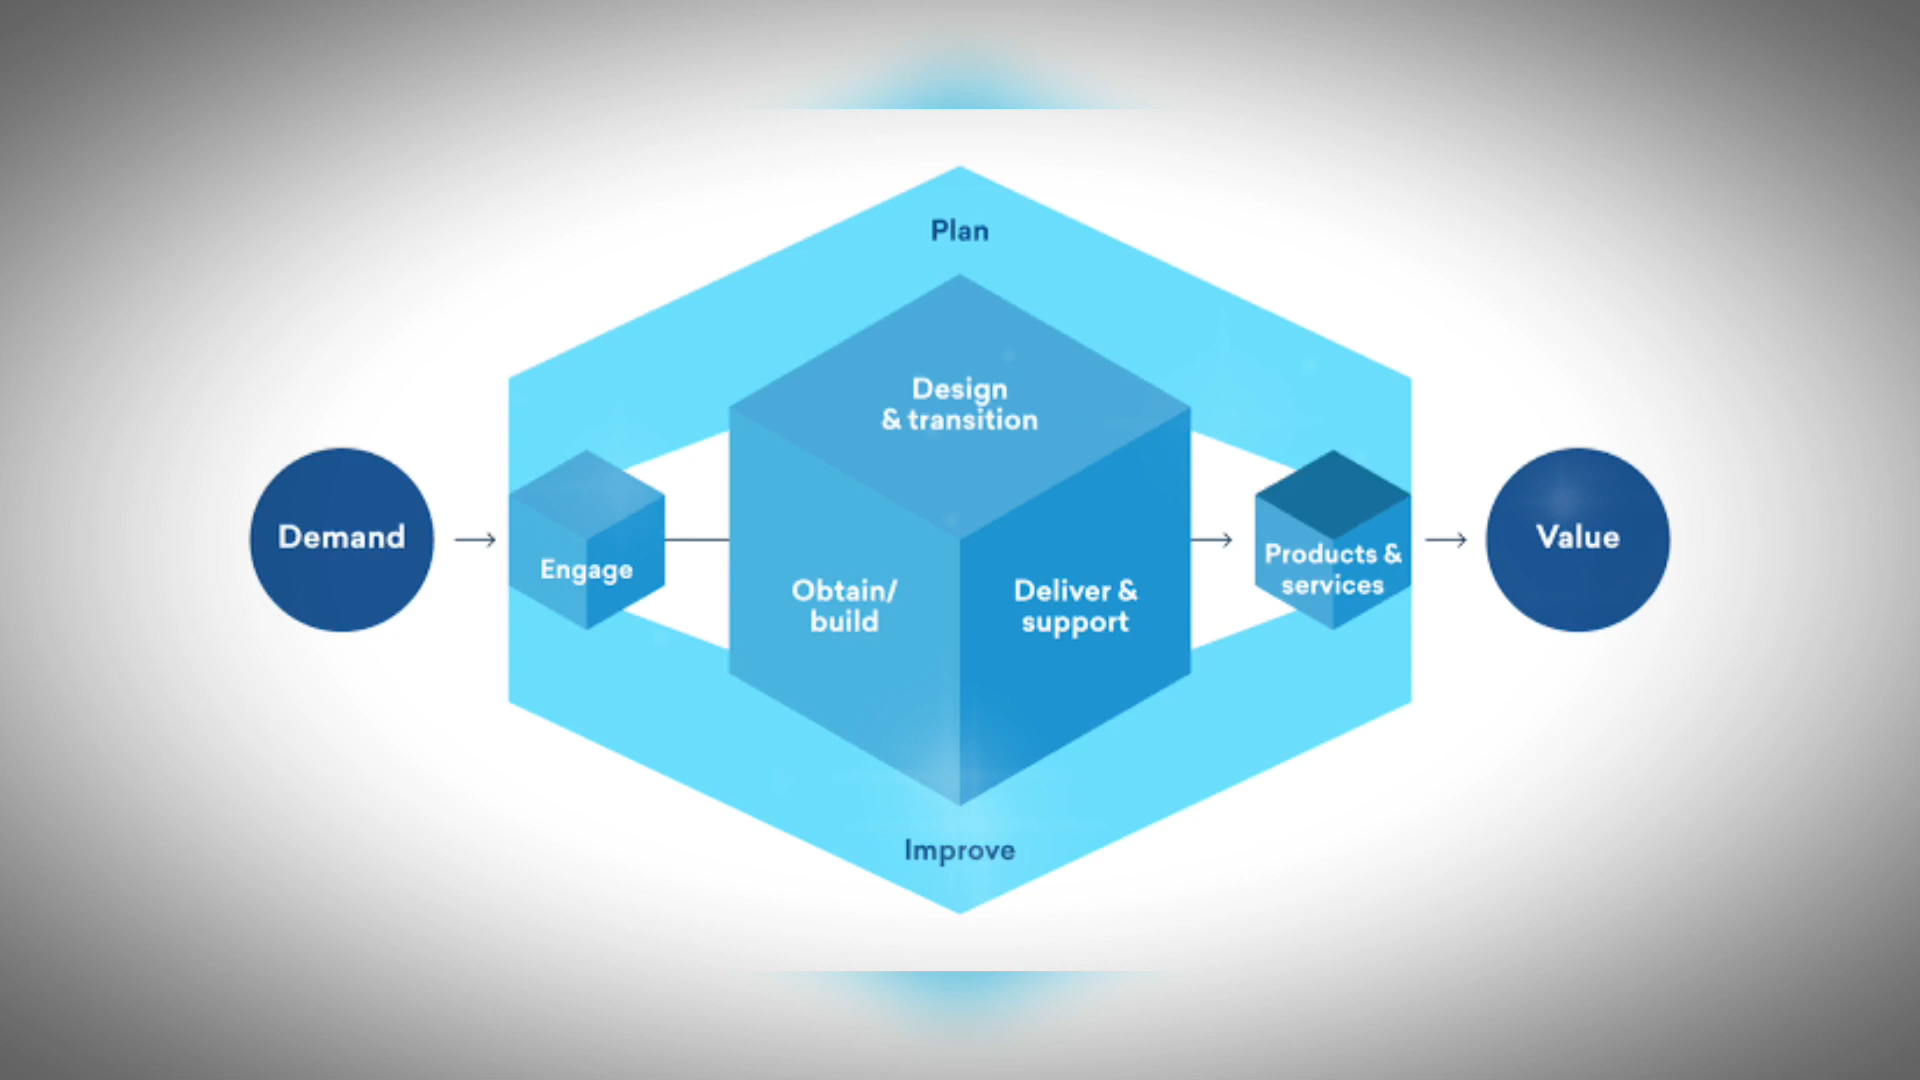 Plan
Design
& transition
Demand
Engage
Obtain/
build
Deliver &
support
Products &
services
Value
Improve